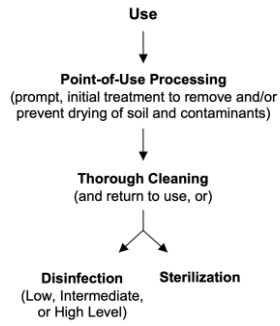 Use
Point-of-Use Processing
(prompt, initial treatment to remove and/or
prevent drying of soil and contaminants)
Thorough Cleaning
(and return to use, or)
Disinfection
(Low, Intermediate,
or High Level)
Sterilization